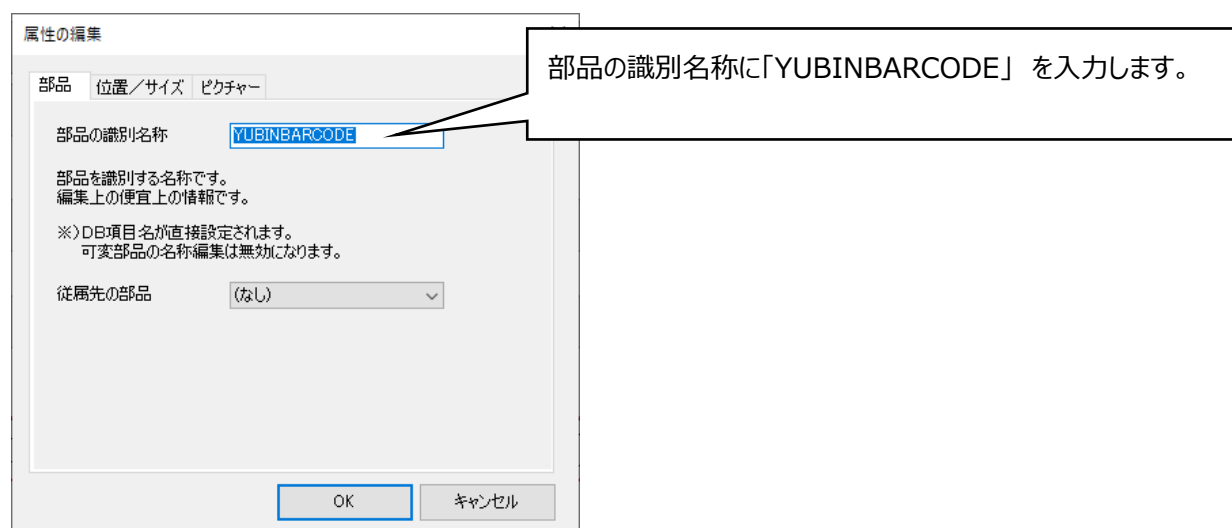 属性の編集
部品の識別名称に「YUBINBARCODE」 を入力します。
部品 位置／サイズ ピクチャー
部品の識別名称 YUBINBARCODE
部品を識別する名称です。
編集上の便宜上の情報です。
※）DB項目名が直接設定されます。
可変部品の名称編集は無効になります。
従属先の部品 (なし)
OK キャンセル